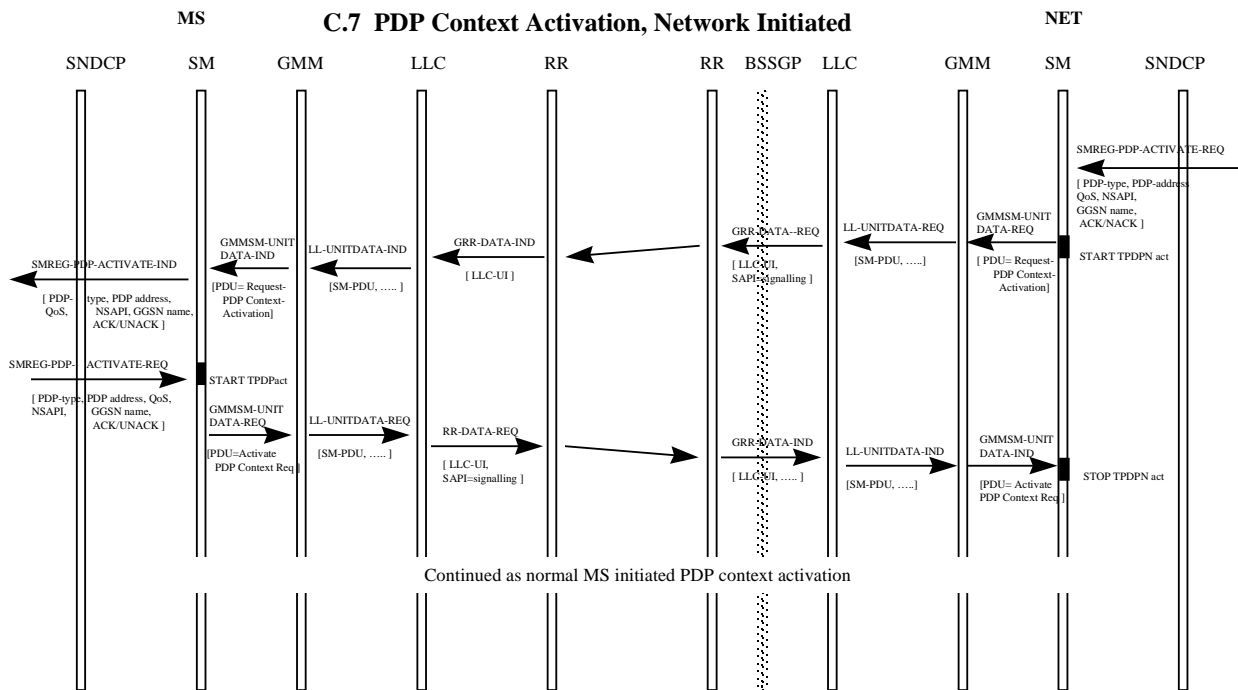 MS
C.7 PDP Context Activation, Network Initiated
NET
SNDCP SM GMM LLC RR RR BSSGP LLC GMM SM SNDCP
SMREG-PDP-ACTIVATE-REQ
[ PDP-type, PDP-address
QoS, NSAPI,
GGSN name,
ACK/NACK ]
GMMSM-UNIT
DATA-REQ
[ PDU= Request-
PDP Context-
Activation]
START TPDPN act
LL-UNITDATA-REQ
[SM-PDU, ….. ]
GRR-DATA--REQ
[ LLC-UI,
SAPI=signalling ]
GRR-DATA-IND
[ LLC-UI ]
LL-UNITDATA-IND
[SM-PDU, ….. ]
GMMSM-UNIT
DATA-IND
[PDU= Request-
PDP Context-
Activation]
SMREG-PDP-ACTIVATE-IND
[ PDP- type, PDP address,
QoS, NSAPI, GGSN name,
ACK/UNACK ]
SMREG-PDP- ACTIVATE-REQ
[ PDP-type, PDP address, QoS,
NSAPI, GGSN name,
ACK/UNACK ]
START TPDPact
GMMSM-UNIT
DATA-REQ
[PDU=Activate
PDP Context Req ]
LL-UNITDATA-REQ
[SM-PDU, ….. ]
RR-DATA-REQ
[ LLC-UI,
SAPI=signalling ]
GRR-DATA-IND
[ LLC-UI, ….. ]
LL-UNITDATA-IND
[SM-PDU, …..]
GMMSM-UNIT
DATA-IND
[PDU= Activate
PDP Context Req ]
STOP TPDPN act
Continued as normal MS initiated PDP context activation